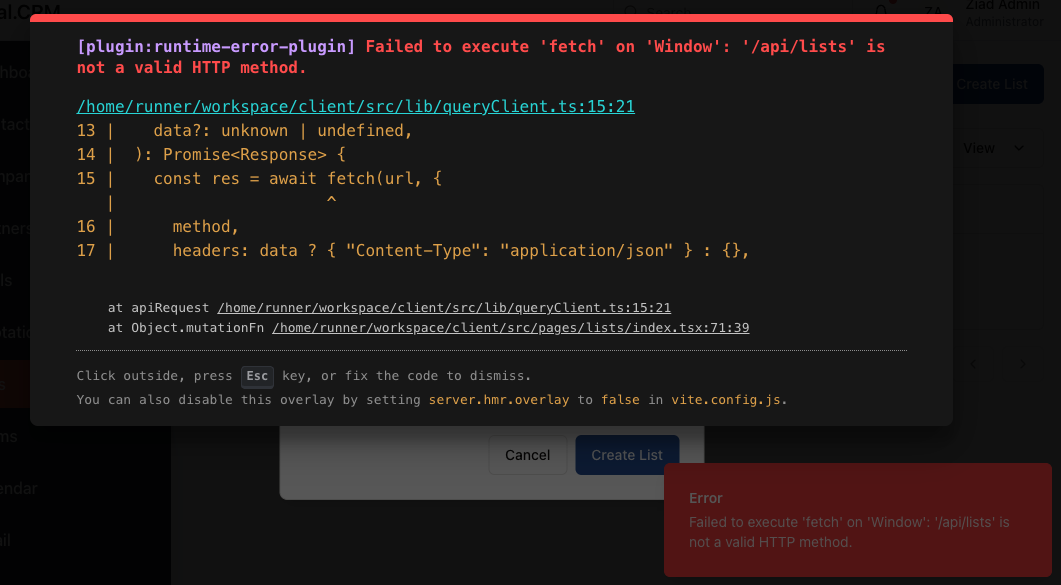 al.CRM
Search
ZA
Ziad Admin
Administrator
[plugin:runtime-error-plugin] Failed to execute 'fetch' on 'Window': '/api/lists' is
not a valid HTTP method.
Create List
/home/runner/workspace/client/src/lib/queryClient.ts:15:21
13 |    data?: unknown | undefined,
14 |  ): Promise<Response> {
15 |    const res = await fetch(url, {
   |                      ^
16 |      method,
17 |      headers: data ? { "Content-Type": "application/json" } : {},
View
at apiRequest /home/runner/workspace/client/src/lib/queryClient.ts:15:21
at Object.mutationFn /home/runner/workspace/client/src/pages/lists/index.tsx:71:39
Click outside, press Esc key, or fix the code to dismiss.
You can also disable this overlay by setting server.hmr.overlay to false in vite.config.js.
Cancel
Create List
Error
Failed to execute 'fetch' on 'Window': '/api/lists' is
not a valid HTTP method.